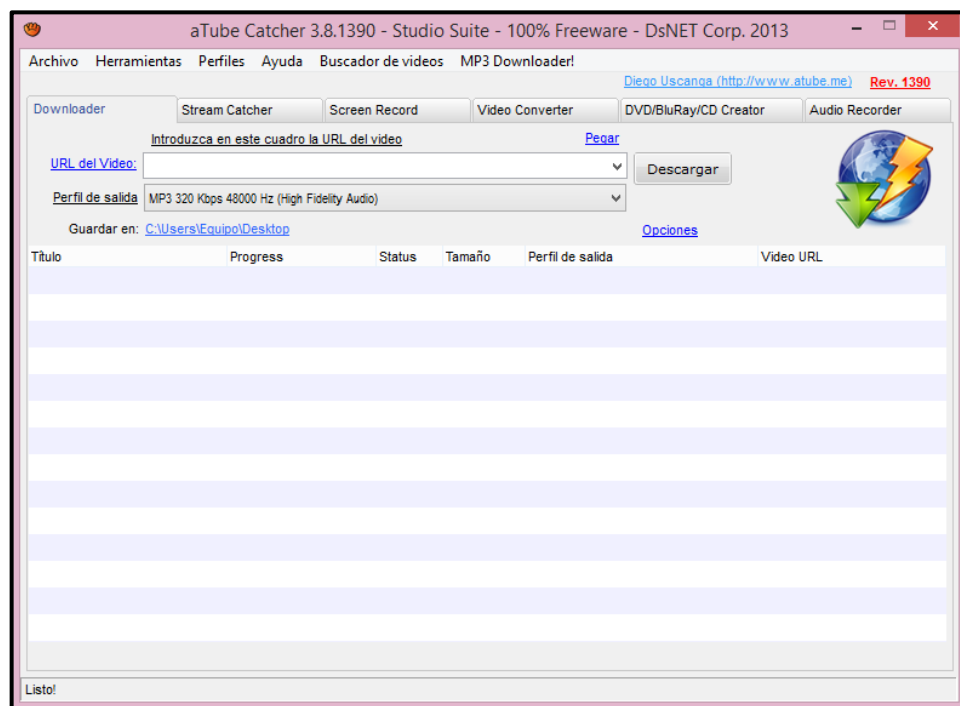 aTube Catcher 3.8.1390 - Studio Suite - 100% Freeware - DsNET Corp. 2013
Archivo Herramientas Perfiles Ayuda Buscador de videos MP3 Downloader!
Diego Uscanga (http://www.atube.me) Rev. 1390
Downloader Stream Catcher Screen Record Video Converter DVD/BluRay/CD Creator Audio Recorder
Introduzca en este cuadro la URL del video Pegar
URL del Video: Descargar
Perfil de salida MP3 320 Kbps 48000 Hz (High Fidelity Audio)
Guardar en: C:\Users\Equipo\Desktop Opciones
Título Progress Status Tamaño Perfil de salida Video URL
Listo!